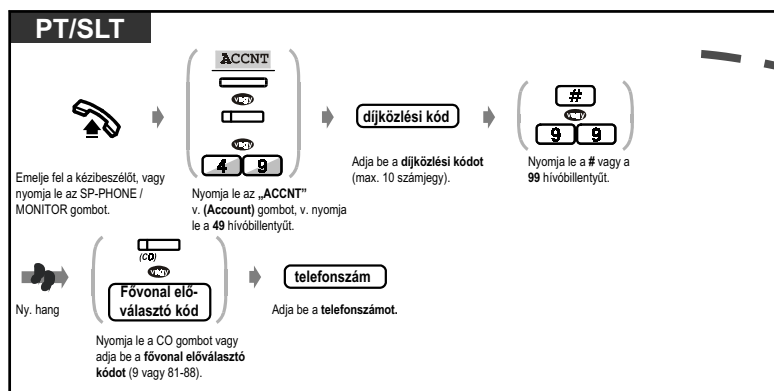 PT/SLT
ACCNT
vagy
vagy
4 9
díjközlési kód
#
vagy
9 9
Emelje fel a kézibeszélőt, vagy
nyomja le az SP-PHONE /
MONITOR gombot.
Nyomja le az „ACCNT”
v. (Account) gombot, v. nyomja
le a 49 hívóbillentyűt.
Adja be a díjközlési kódot
(max. 10 számjegy).
Nyomja le a # vagy a
99 hívóbillentyűt.
(CO)
vagy
Fővonal elő-
választó kód
telefonszám
Ny. hang
Nyomja le a CO gombot vagy
adja be a fővonal előválasztó
kódot (9 vagy 81-88).
Adja be a telefonszámot.